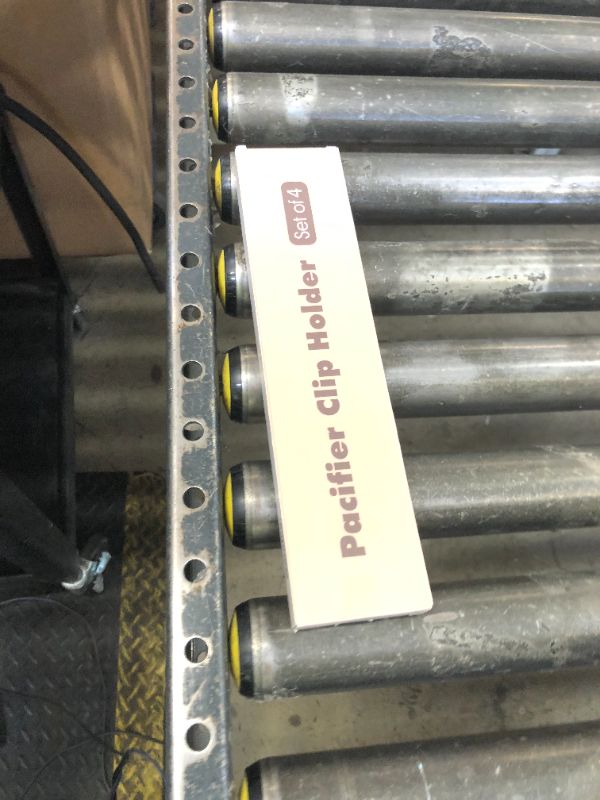 Pacifier Clip Holder Set of 4